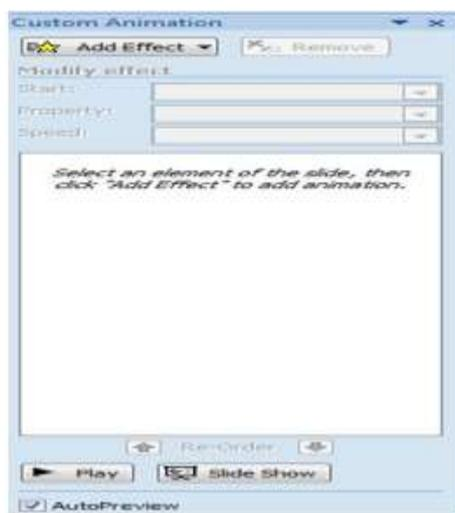 Custom Animation
Add Effect Remove
Modify effect
Start:
Property:
Speed:
Select an element of the slide, then
click "Add Effect" to add animation.
Re-Order
Play Slide Show
AutoPreview